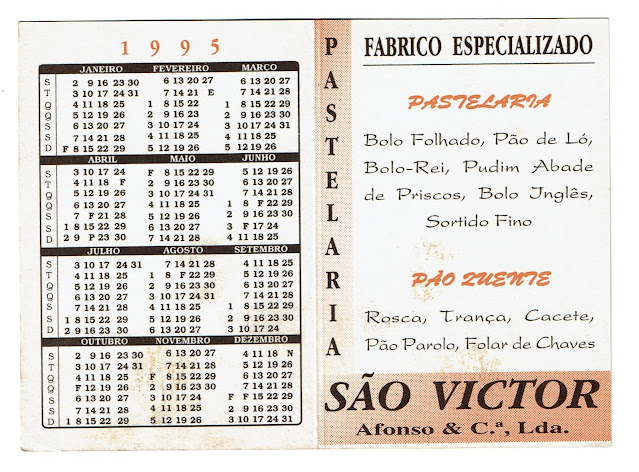 1995
JANEIRO FEVEREIRO MARCO
S 2 9 16 23 30 6 13 20 27 6 13 20 27
T 3 10 17 24 31 7 14 21 E 7 14 21 28
Q 4 11 18 25 1 8 15 22 1 8 15 22 29
Q 5 12 19 26 2 9 16 23 2 9 16 23 30
S 6 13 20 27 3 10 17 24 3 10 17 24 31
S 7 14 21 28 4 11 18 25 4 11 18 25
D F 8 15 22 29 5 12 19 26 5 12 19 26
ABRIL MAIO JUNHO
S 3 10 17 24 F 8 15 22 29 5 12 19 26
T 4 11 18 F 2 9 16 23 30 6 13 20 27
Q 5 12 19 26 3 10 17 24 31 7 14 21 28
Q 6 13 20 27 4 11 18 25 1 8 F 22 29
S 7 F 21 28 5 12 19 26 2 9 16 23 30
S 1 8 15 22 29 6 13 20 27 3 F 17 24
D 2 9 P 23 30 7 14 21 28 4 11 18 25
JULHO AGOSTO SETEMBRO
S 3 10 17 24 31 7 14 21 28 4 11 18 25
T 4 11 18 25 1 8 F 22 29 5 12 19 26
Q 5 12 19 26 2 9 16 23 30 6 13 20 27
Q 6 13 20 27 3 10 17 24 31 7 14 21 28
S 7 14 21 28 4 11 18 25 1 8 15 22 29
S 1 8 15 22 29 5 12 19 26 2 9 16 23 30
D 2 9 16 23 30 6 13 20 27 3 10 17 24
OUTUBRO NOVEMBRO DEZEMBRO
S 2 9 16 23 30 6 13 20 27 4 11 18 N
T 3 10 17 24 31 7 14 21 28 5 12 19 26
Q 4 11 18 25 F 8 15 22 29 6 13 20 27
Q F 12 19 26 2 9 16 23 30 7 14 21 28
S 6 13 20 27 3 10 17 24 F F 15 22 29
S 7 14 21 28 4 11 18 25 2 9 16 23 30
D 1 8 15 22 29 5 12 19 26 3 10 17 24 31
PASTELARIA
FABRICO ESPECIALIZADO
PASTELARIA
Bolo Folhado, Pão de Ló,
Bolo-Rei, Pudim Abade
de Priscos, Bolo Inglês,
Sortido Fino
PÃO QUENTE
Rosca, Trança, Cacete,
Pão Parolo, Folar de Chaves
SÃO VICTOR
Afonso & C.ª, Lda.